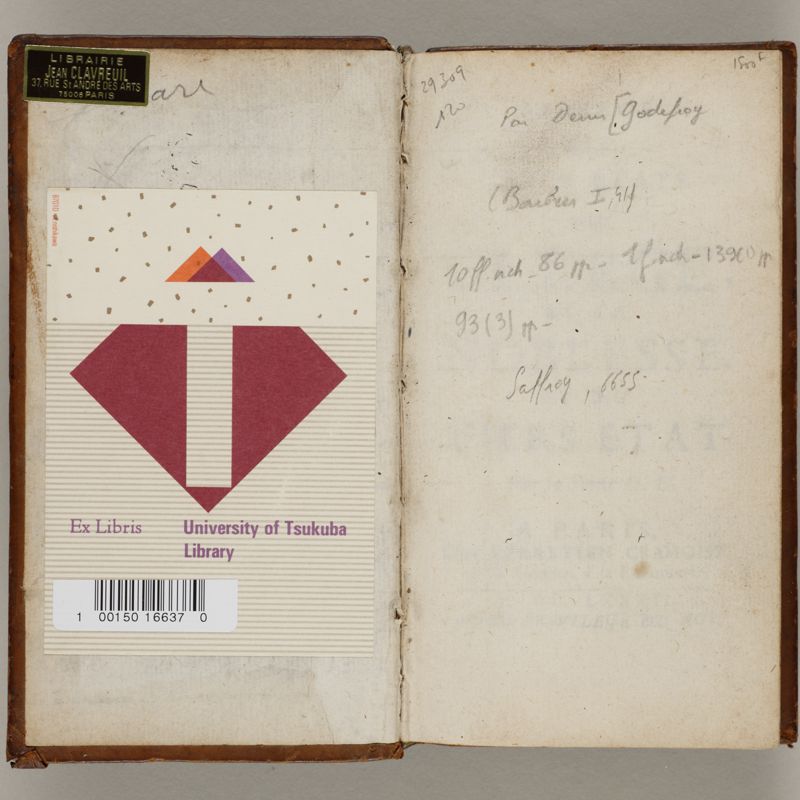 LIBRAIRIE
JEAN CLAVREUIL
37, RUE St ANDRÉ DES ARTS
75006 PARIS
Ex Libris
University of Tsukuba
Library
1 00150 16637 0
29309
120
1500F
Par Denis [Godefroy
(Barbier I, 41)
10 ff. nch - 86 pp - 1 f nch - 139 (1) pp
93 (3) pp -
Saffroy, 6655